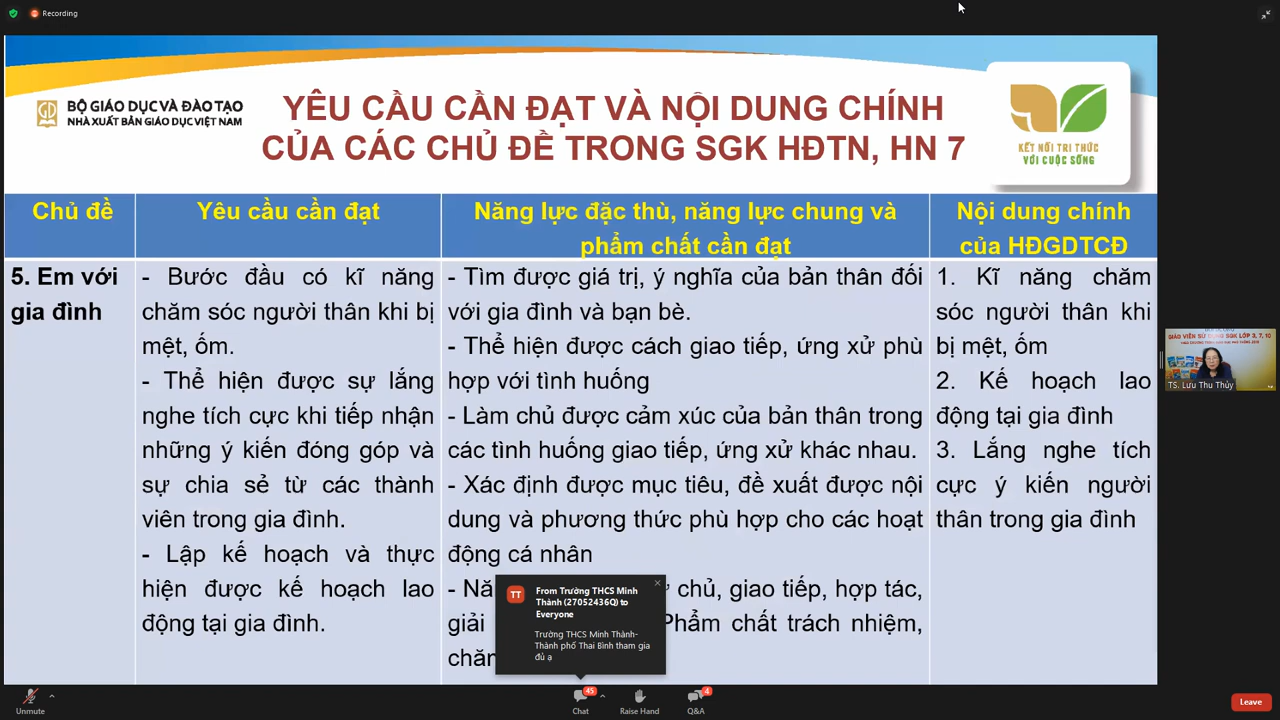 Recording
BỘ GIÁO DỤC VÀ ĐÀO TẠO
NHÀ XUẤT BẢN GIÁO DỤC VIỆT NAM
YÊU CẦU CẦN ĐẠT VÀ NỘI DUNG CHÍNH
CỦA CÁC CHỦ ĐỀ TRONG SGK HĐTN, HN 7
KẾT NỐI TRI THỨC
VỚI CUỘC SỐNG
Chủ đề
Yêu cầu cần đạt
Năng lực đặc thù, năng lực chung và
phẩm chất cần đạt
Nội dung chính
của HĐGDTCĐ
5. Em với
gia đình
- Bước đầu có kĩ năng
chăm sóc người thân khi bị
mệt, ốm.
- Thể hiện được sự lắng
nghe tích cực khi tiếp nhận
những ý kiến đóng góp và
sự chia sẻ từ các thành
viên trong gia đình.
- Lập kế hoạch và thực
hiện được kế hoạch lao
động tại gia đình.
- Tìm được giá trị, ý nghĩa của bản thân đối
với gia đình và bạn bè.
- Thể hiện được cách giao tiếp, ứng xử phù
hợp với tình huống
- Làm chủ được cảm xúc của bản thân trong
các tình huống giao tiếp, ứng xử khác nhau.
- Xác định được mục tiêu, đề xuất được nội
dung và phương thức phù hợp cho các hoạt
động cá nhân
chủ, giao tiếp, hợp tác,
giải Phẩm chất trách nhiệm,
1. Kĩ năng chăm
sóc người thân khi
bị mệt, ốm
2. Kế hoạch lao
động tại gia đình
3. Lắng nghe tích
cực ý kiến người
thân trong gia đình
TT
From Trường THCS Minh
Thành (27052436Q) to
Everyone
Trường THCS Minh Thành-
Thành phố Thai Bình tham gia
đủ ạ
GIÁO VIÊN SỬ SGK LỚP 3, 7, 10
TS. Lưu Thu Thủy
Unmute
45
Chat
Raise Hand
4
Q&A
Leave